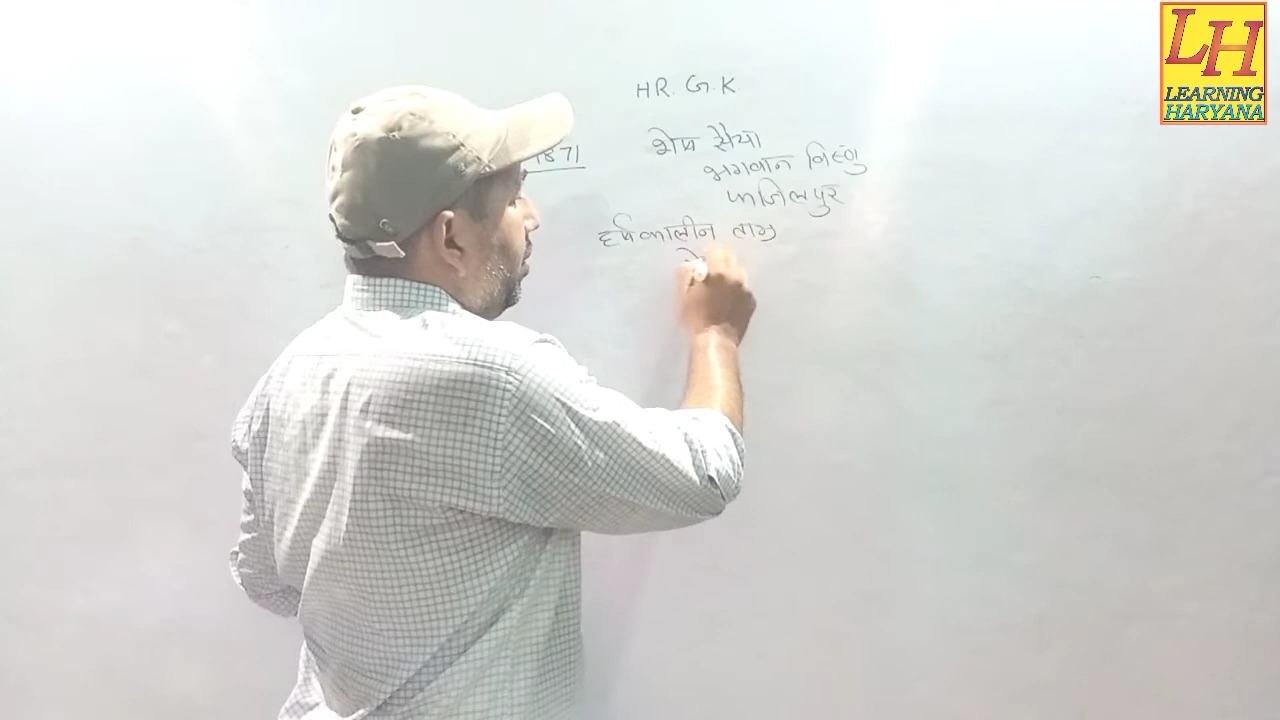 HR. G.K
1871
शेष सैया
भगवान विष्णु
फाजिलपुर
हर्षकालीन ताम्र
LH
LEARNING
HARYANA